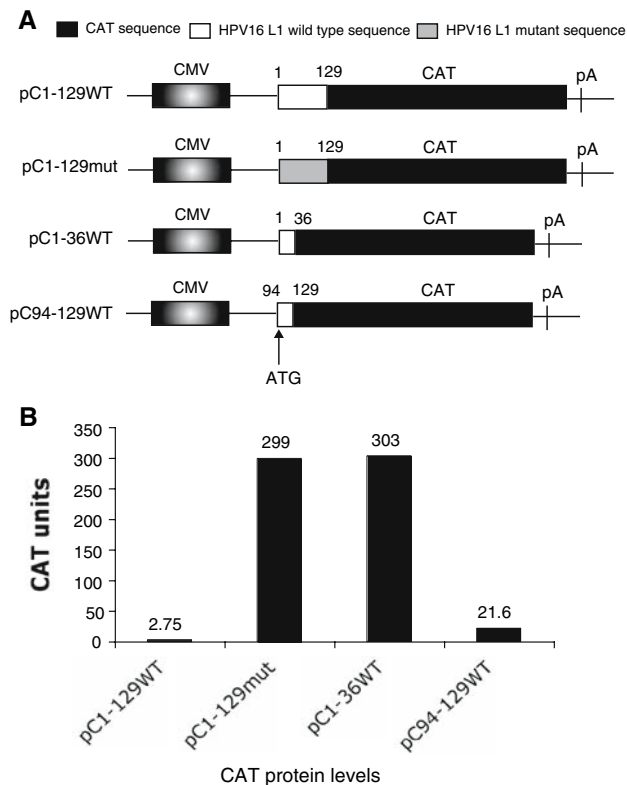 A
CAT sequence HPV16 L1 wild type sequence HPV16 L1 mutant sequence
CMV 1 129 CAT pA
pC1-129WT
CMV 1 129 CAT pA
pC1-129mut
CMV 1 36 CAT pA
pC1-36WT
CMV 94 129 CAT pA
pC94-129WT
ATG
B
CAT units
350
300
250
200
150
100
50
0
2.75
299
303
21.6
pC1-129WT
pC1-129mut
pC1-36WT
pC94-129WT
CAT protein levels